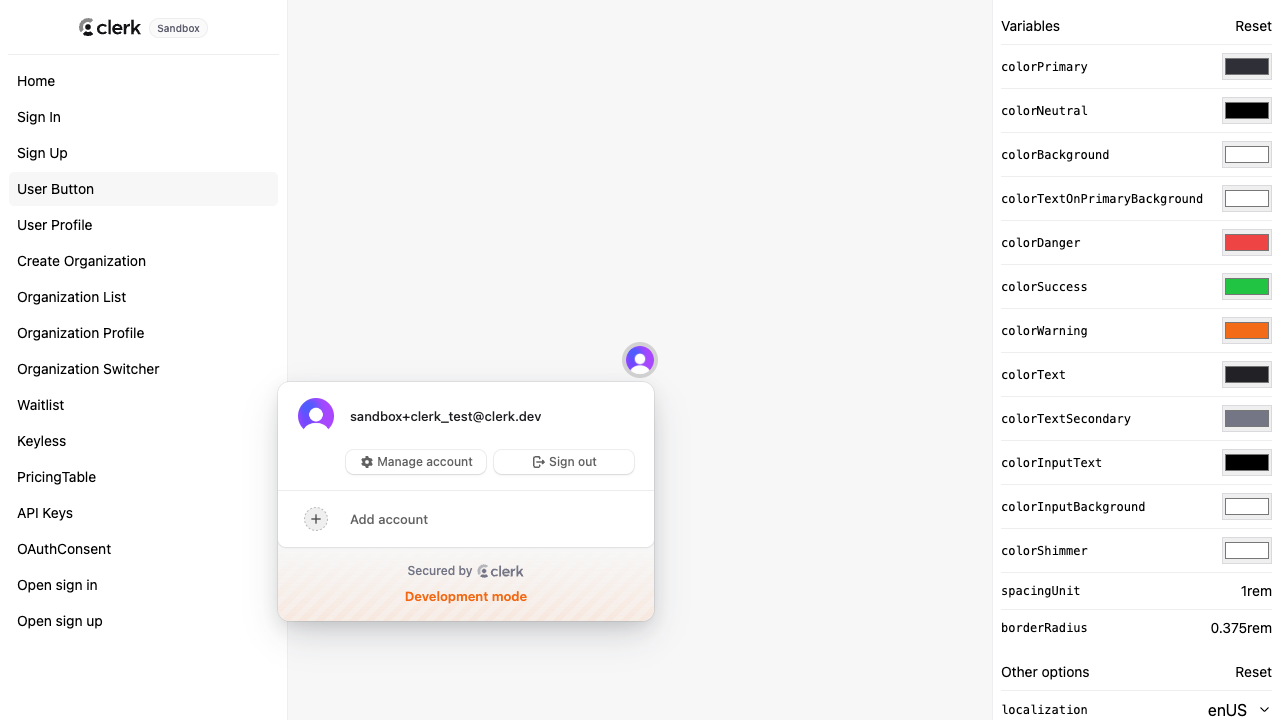 clerk Sandbox
Home
Sign In
Sign Up
User Button
User Profile
Create Organization
Organization List
Organization Profile
Organization Switcher
Waitlist
Keyless
PricingTable
API Keys
OAuthConsent
Open sign in
Open sign up
sandbox+clerk_test@clerk.dev
Manage account Sign out
Add account
Secured by clerk
Development mode
Variables Reset
colorPrimary
colorNeutral
colorBackground
colorTextOnPrimaryBackground
colorDanger
colorSuccess
colorWarning
colorText
colorTextSecondary
colorInputText
colorInputBackground
colorShimmer
spacingUnit 1rem
borderRadius 0.375rem
Other options Reset
localization enUS